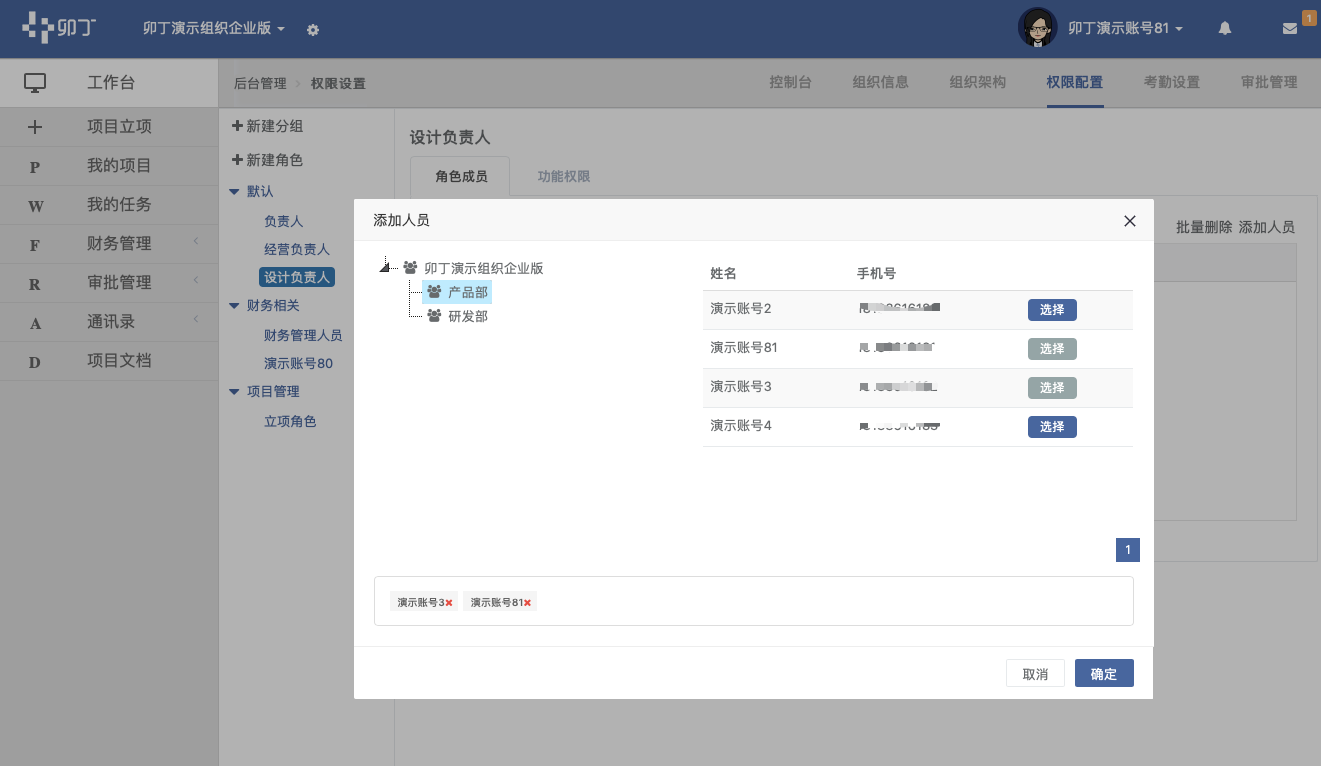 卯丁 卯丁演示组织企业版 卯丁演示账号81 1
工作台
后台管理 权限设置 控制台 组织信息 组织架构 权限配置 考勤设置 审批管理
项目立项
P 我的项目
W 我的任务
F 财务管理
R 审批管理
A 通讯录
D 项目文档
新建分组
新建角色
默认
负责人
经营负责人
设计负责人
财务相关
财务管理人员
演示账号80
项目管理
立项角色
设计负责人
角色成员 功能权限
批量删除 添加人员
添加人员
卯丁演示组织企业版
产品部
研发部
姓名 手机号
演示账号2 选择
演示账号81 选择
演示账号3 选择
演示账号4 选择
1
演示账号3 演示账号81
取消 确定